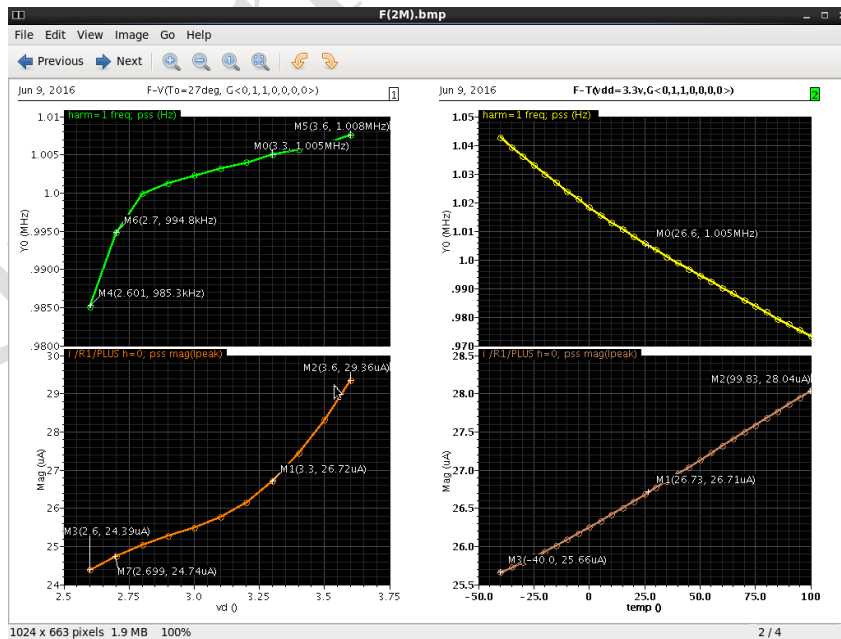 F(2M).bmp
File Edit View Image Go Help
Previous Next
Jun 9, 2016 F-V(To=27deg, G<0,1,1,0,0,0,0>) 1
harm=1 freq; pss (Hz)
1.01
1.005
1.0
.9950
.9900
.9850
.9800
Y0 (MHz)
M5(3.6, 1.008MHz)
M0(3.3, 1.005MHz)
M6(2.7, 994.8kHz)
M4(2.601, 985.3kHz)
I /R1/PLUS h=0; pss mag(Ipeak)
30
29
28
27
26
25
24
Mag (uA)
M2(3.6, 29.36uA)
M1(3.3, 26.72uA)
M3(2.6, 24.39uA)
M7(2.699, 24.74uA)
2.5 2.75 3.0 3.25 3.5 3.75
vd ()
Jun 9, 2016 F-T(vdd=3.3v,G<0,1,1,0,0,0,0>) 2
harm=1 freq; pss (Hz)
1.05
1.04
1.03
1.02
1.01
1.0
.990
.980
.970
Y0 (MHz)
M0(26.6, 1.005MHz)
I /R1/PLUS h=0; pss mag(Ipeak)
28.5
28.0
27.5
27.0
26.5
26.0
25.5
Mag (uA)
M2(99.83, 28.04uA)
M1(26.73, 26.71uA)
M3(-40.0, 25.66uA)
-50.0 -25.0 0 25.0 50.0 75.0 100
temp ()
1024 x 663 pixels 1.9 MB 100% 2 / 4